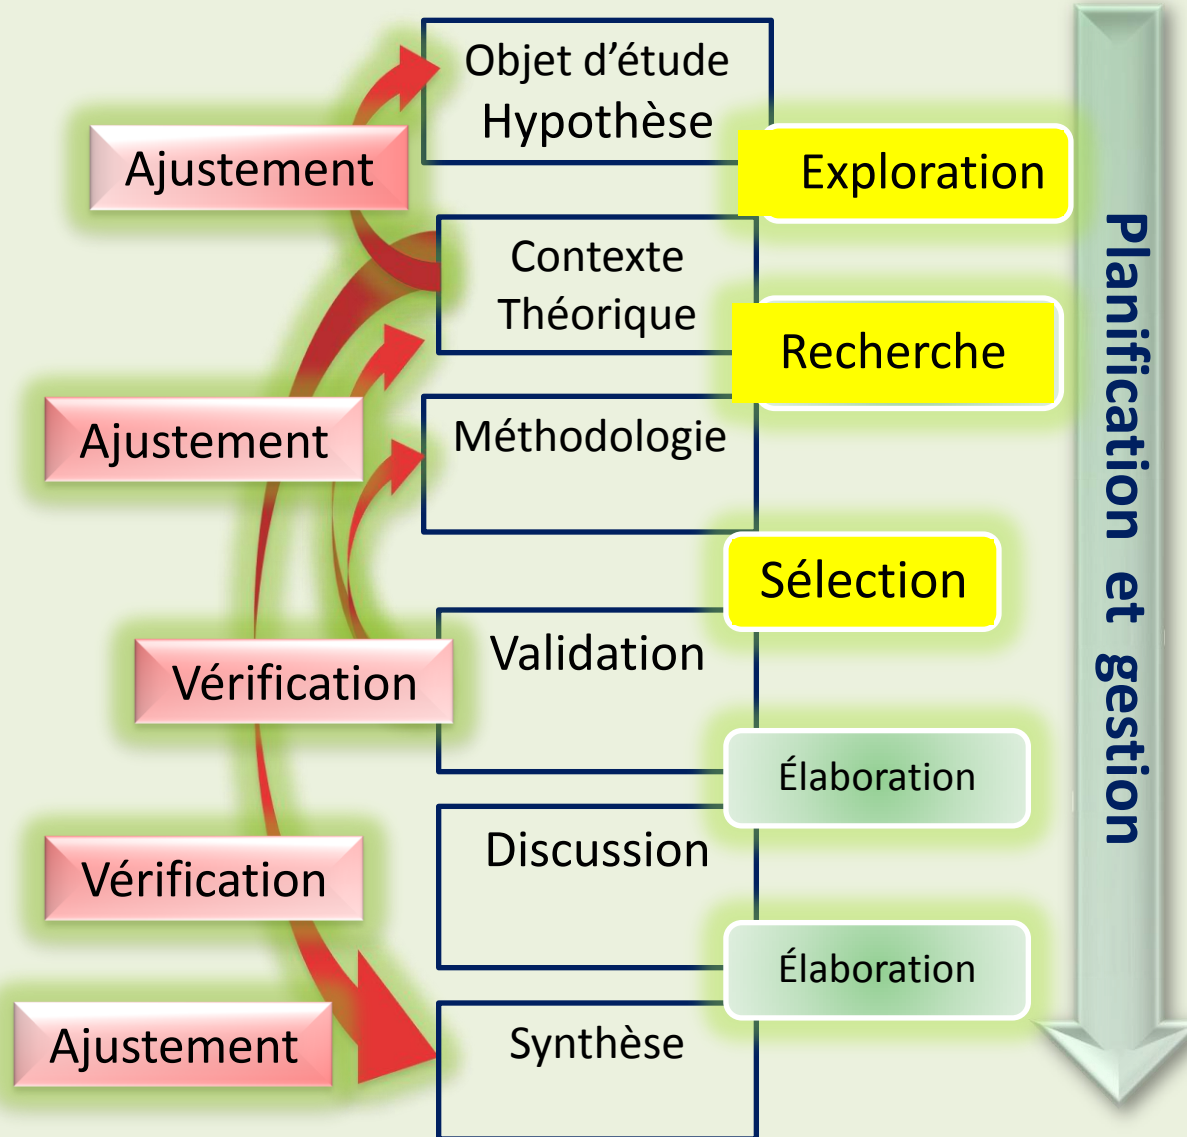 Objet d’étude
Hypothèse
Ajustement
Exploration
Contexte
Théorique
Recherche
Ajustement
Méthodologie
Sélection
Validation
Vérification
Élaboration
Discussion
Vérification
Élaboration
Synthèse
Ajustement
Planification et gestion